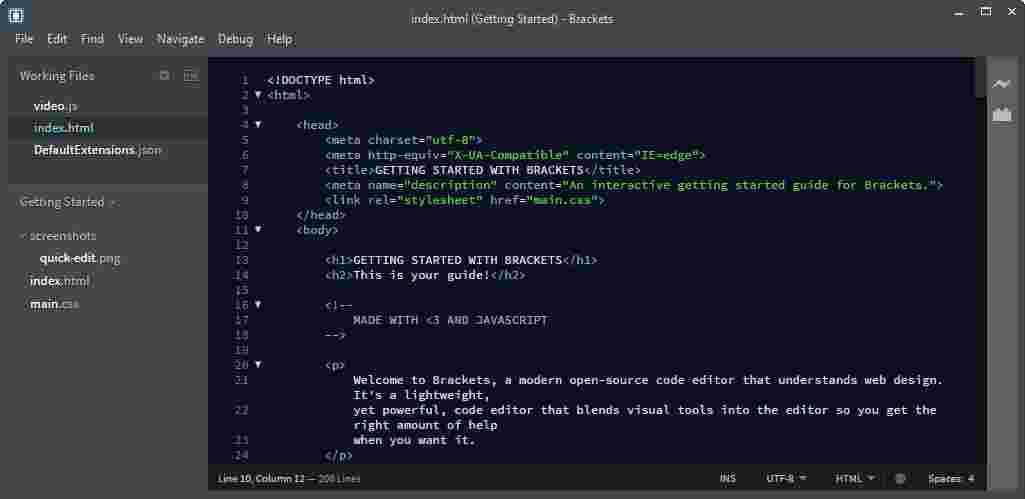 index.html (Getting Started) - Brackets
File Edit Find View Navigate Debug Help
Working Files
video.js
index.html
DefaultExtensions.json
Getting Started
screenshots
quick-edit.png
index.html
main.css
1 <!DOCTYPE html>
2 <html>
3
4 <head>
5 <meta charset="utf-8">
6 <meta http-equiv="X-UA-Compatible" content="IE=edge">
7 <title>GETTING STARTED WITH BRACKETS</title>
8 <meta name="description" content="An interactive getting started guide for Brackets.">
9 <link rel="stylesheet" href="main.css">
10 </head>
11 <body>
12
13 <h1>GETTING STARTED WITH BRACKETS</h1>
14 <h2>This is your guide!</h2>
15
16 <!--
17 MADE WITH <3 AND JAVASCRIPT
18 -->
19
20 <p>
21 Welcome to Brackets, a modern open-source code editor that understands web design.
It's a lightweight,
22 yet powerful, code editor that blends visual tools into the editor so you get the
right amount of help
23 when you want it.
24 </p>
Line 10, Column 12 — 200 Lines INS UTF-8 HTML Spaces: 4